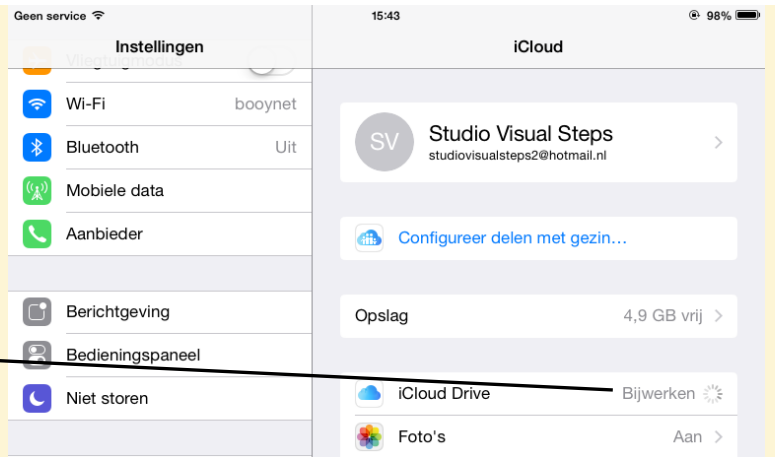 Geen service 15:43 98%
Instellingen
iCloud
Vliegtuigmodus
Wi-Fi booynet
Bluetooth Uit
Mobiele data
Aanbieder
Berichtgeving
Bedieningspaneel
Niet storen
SV
Studio Visual Steps
studiovisualsteps2@hotmail.nl
Configureer delen met gezin...
Opslag 4,9 GB vrij
iCloud Drive Bijwerken
Foto's Aan